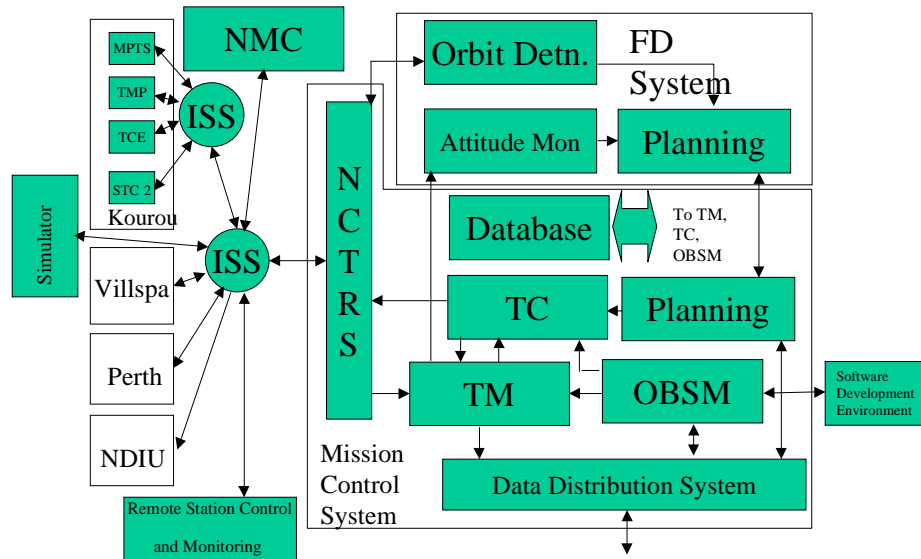 MPTS
TMP
TCE
STC 2
Kourou
ISS
NMC
Orbit Detn.
FD
System
Attitude Mon
Planning
N
C
T
R
S
Database
To TM,
TC,
OBSM
Simulator
ISS
Villspa
Perth
NDIU
TC
Planning
TM
OBSM
Software
Development
Environment
Mission
Control
System
Data Distribution System
Remote Station Control
and Monitoring